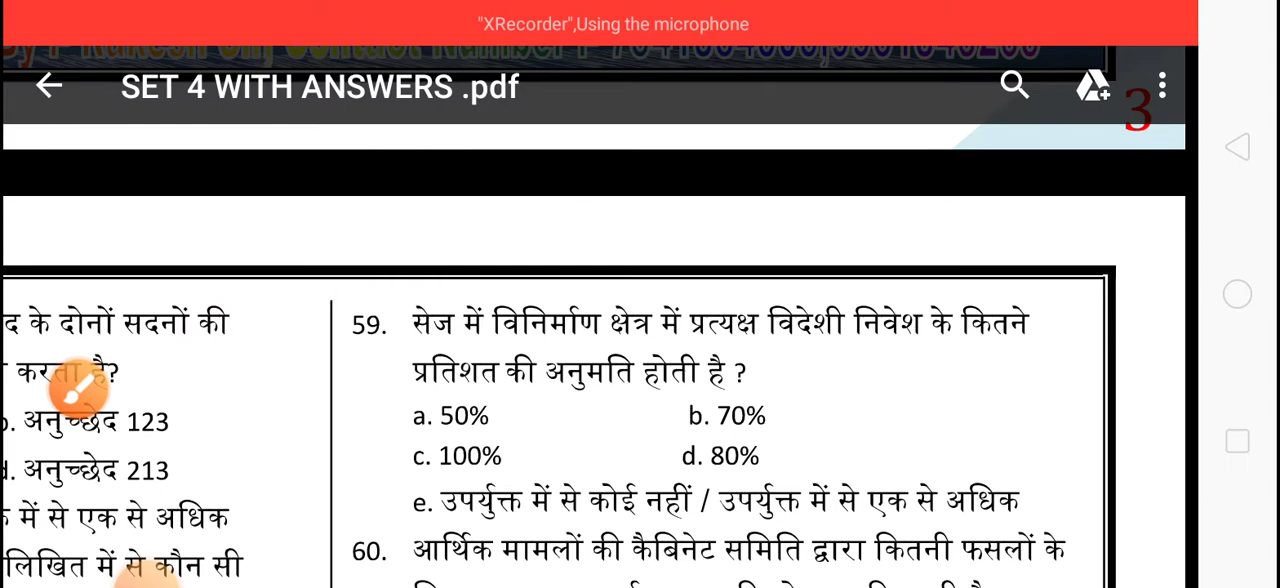 "XRecorder",Using the microphone
SET 4 WITH ANSWERS .pdf
3
द के दोनों सदनों की
करता है?
अनुच्छेद 123
अनुच्छेद 213
में से एक से अधिक
लिखित में से कौन सी
59. सेज में विनिर्माण क्षेत्र में प्रत्यक्ष विदेशी निवेश के कितने
प्रतिशत की अनुमति होती है ?
a. 50% b. 70%
c. 100% d. 80%
e. उपर्युक्त में से कोई नहीं / उपर्युक्त में से एक से अधिक
60. आर्थिक मामलों की कैबिनेट समिति द्वारा कितनी फसलों के